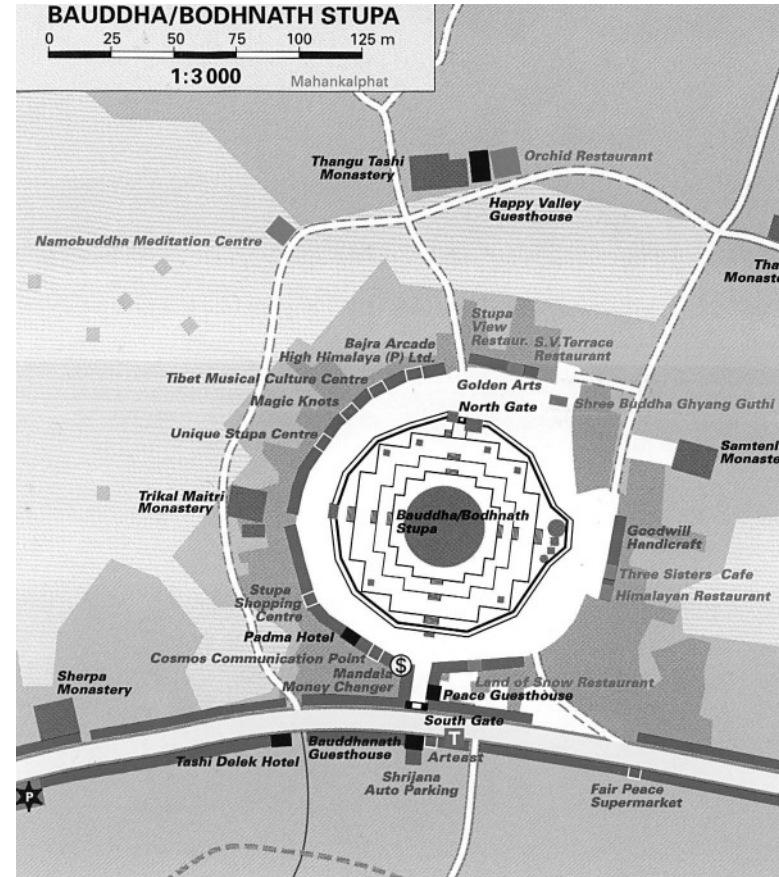 BAUDDHA/BODHNATH STUPA
0 25 50 75 100 125 m
1:3 000
Mahankalphat
Thangu Tashi
Monastery
Orchid Restaurant
Happy Valley
Guesthouse
Namobuddha Meditation Centre
Tha
Monaste
Stupa
View
Restaur.
S.V.Terrace
Restaurant
Bajra Arcade
High Himalaya (P) Ltd.
Tibet Musical Culture Centre
Golden Arts
Magic Knots
North Gate
Shree Buddha Ghyang Guthi
Unique Stupa Centre
Samtenl
Monaste
Trikal Maitri
Monastery
Bauddha/Bodhnath
Stupa
Goodwill
Handicraft
Three Sisters Cafe
Himalayan Restaurant
Stupa
Shopping
Centre
Padma Hotel
Cosmos Communication Point
$
Mandala
Money Changer
Land of Snow Restaurant
Peace Guesthouse
Sherpa
Monastery
South Gate
T
Tashi Delek Hotel
Bauddhanath
Guesthouse
Arteast
Shrijana
Auto Parking
Fair Peace
Supermarket
P